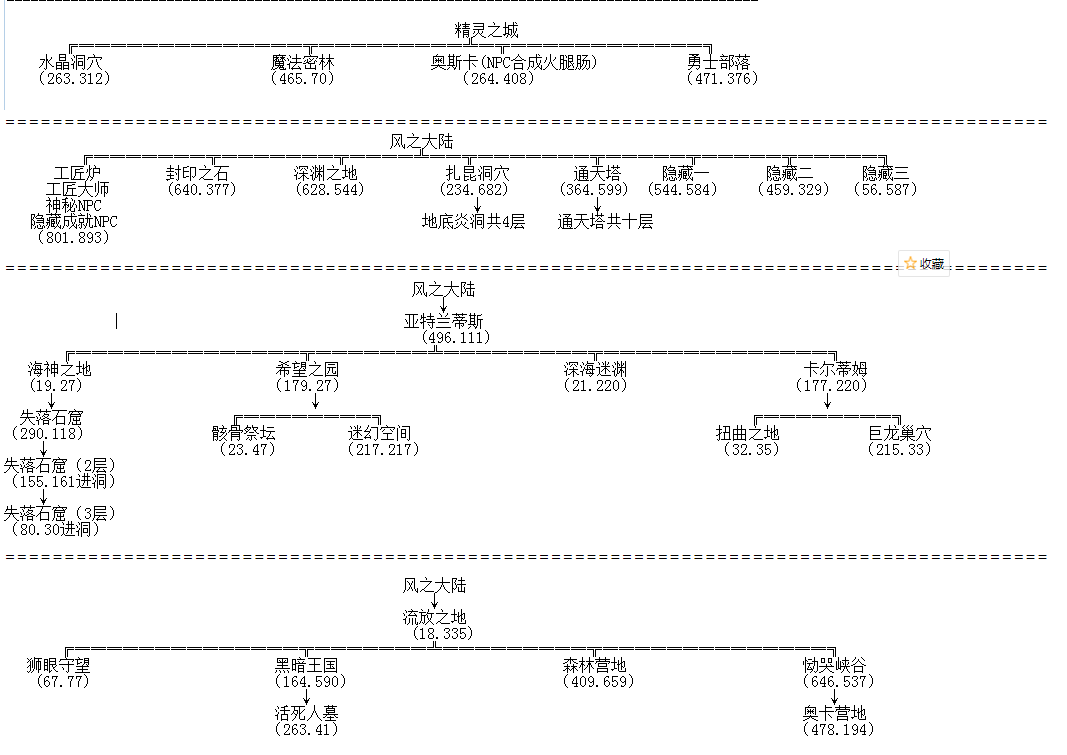 精灵之城
水晶洞穴 魔法密林 奥斯卡(NPC合成火腿肠) 勇士部落
(263.312) (465.70) (264.408) (471.376)
风之大陆
工匠炉 封印之石 深渊之地 扎昆洞穴 通天塔 隐藏一 隐藏二 隐藏三
工匠大师 (640.377) (628.544) (234.682) (364.599) (544.584) (459.329) (56.587)
神秘NPC
隐藏成就NPC 地底炎洞共4层 通天塔共十层
(801.893)
收藏
风之大陆
亚特兰蒂斯
(496.111)
海神之地 希望之园 深海迷渊 卡尔蒂姆
(19.27) (179.27) (21.220) (177.220)
失落石窟
(290.118) 骸骨祭坛 迷幻空间 扭曲之地 巨龙巢穴
(23.47) (217.217) (32.35) (215.33)
失落石窟（2层）
(155.161进洞)
失落石窟（3层）
(80.30进洞)
风之大陆
流放之地
(18.335)
狮眼守望 黑暗王国 森林营地 恸哭峡谷
(67.77) (164.590) (409.659) (646.537)
活死人墓 奥卡营地
(263.41) (478.194)